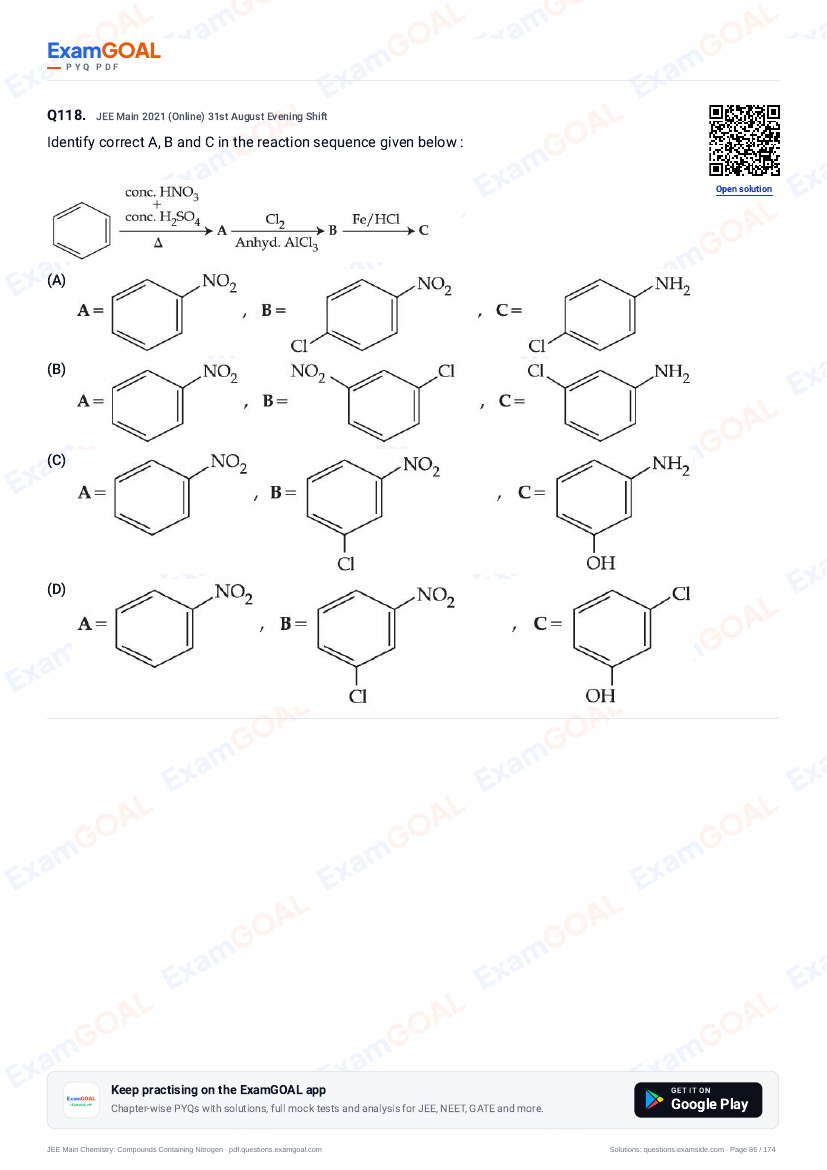 ExamGOAL
PYQ PDF
Q118. JEE Main 2021 (Online) 31st August Evening Shift
Identify correct A, B and C in the reaction sequence given below :
Open solution
conc. HNO3
+
conc. H2SO4
Δ
A
Cl2
Anhyd. AlCl3
B
Fe/HCl
C
(A)
A = NO2 , B = NO2 Cl , C = NH2 Cl
(B)
A = NO2 , B = NO2 Cl , C = Cl NH2
(C)
A = NO2 , B = NO2 Cl , C = NH2 OH
(D)
A = NO2 , B = NO2 Cl , C = Cl OH
ExamGOAL
Keep practising on the ExamGOAL app
Chapter-wise PYQs with solutions, full mock tests and analysis for JEE, NEET, GATE and more.
GET IT ON
Google Play
JEE Main Chemistry: Compounds Containing Nitrogen · pdf.questions.examgoal.com
Solutions: questions.examside.com · Page 86 / 174